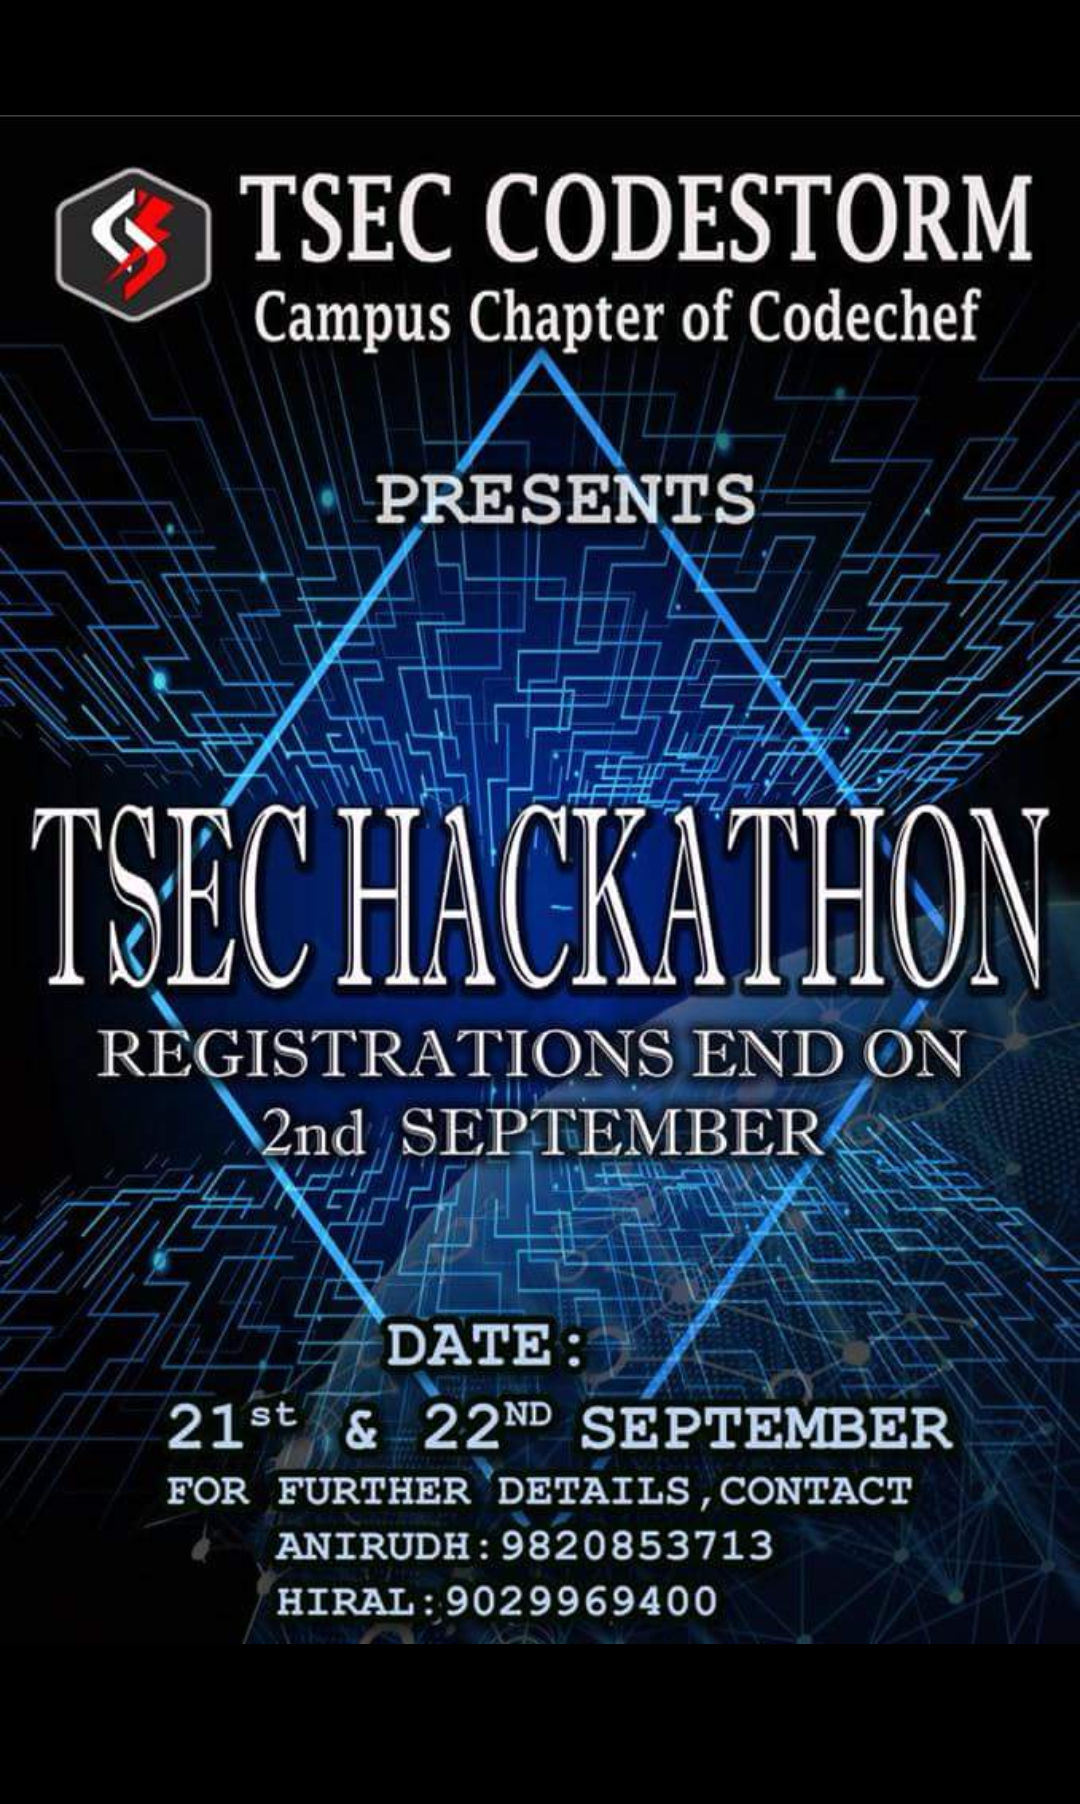 TSEC CODESTORM
Campus Chapter of Codechef
PRESENTS
TSEC HACKATHON
REGISTRATIONS END ON
2nd SEPTEMBER
DATE:
21st & 22ND SEPTEMBER
FOR FURTHER DETAILS,CONTACT
ANIRUDH:9820853713
HIRAL:9029969400